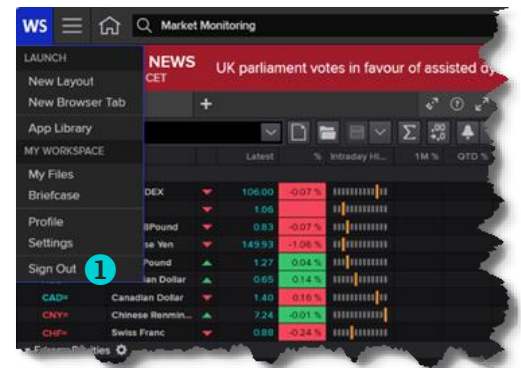 WS Market Monitoring
LAUNCH
New Layout
New Browser Tab
App Library
MY WORKSPACE
My Files
Briefcase
Profile
Settings
Sign Out 1
NEWS UK parliament votes in favour of assisted
CET
+
Latest % Intraday Hi... 1M % QTD %
DEX 106.00 -0.07 %
1.06
BPound 0.83 -0.07 %
se Yen 149.93 -1.06 %
Pound 1.27 0.04 %
ian Dollar 0.65 0.14 %
CAD= Canadian Dollar 1.40 0.16 %
CNY= Chinese Renmin... 7.24 -0.01 %
CHF= Swiss Franc 0.88 -0.24 %